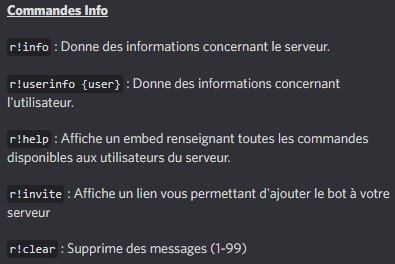 Commandes Info
r!info : Donne des informations concernant le serveur.
r!userinfo {user} : Donne des informations concernant
l'utilisateur.
r!help : Affiche un embed renseignant toutes les commandes
disponibles aux utilisateurs du serveur.
r!invite : Affiche un lien vous permettant d'ajouter le bot à votre
serveur
r!clear : Supprime des messages (1-99)